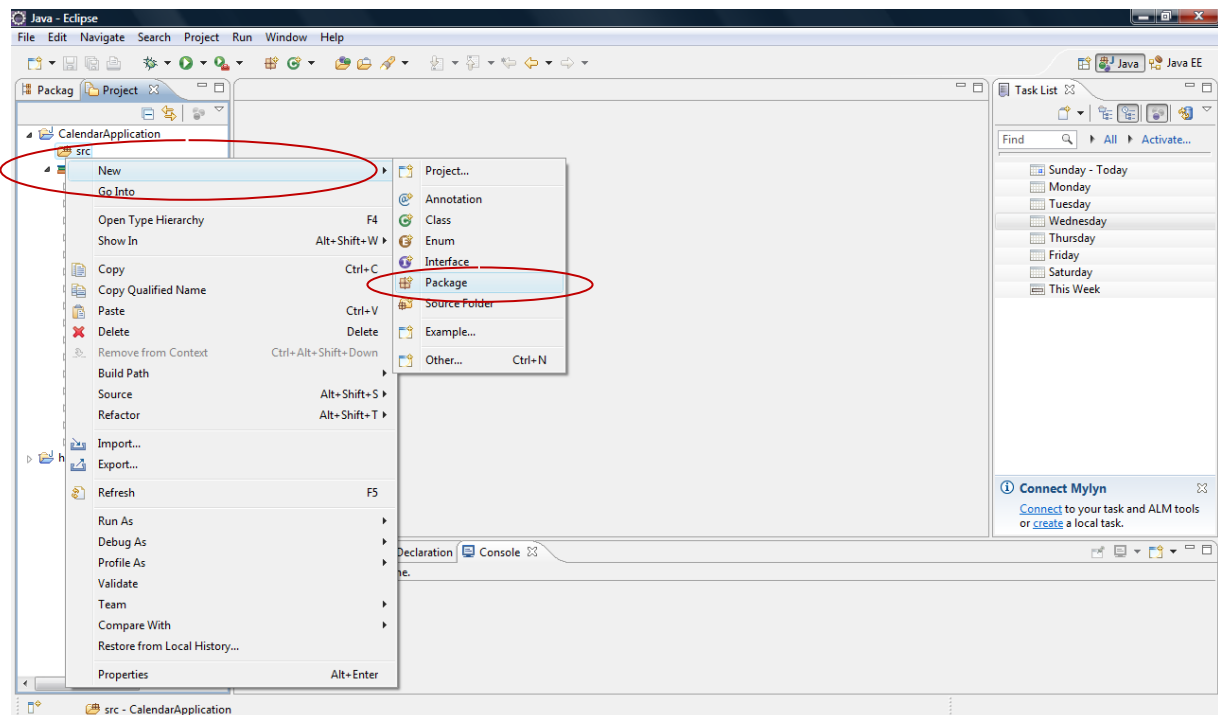 Java - Eclipse
File Edit Navigate Search Project Run Window Help
Java Java EE
Packag Project
CalendarApplication
src
h
New
Go Into
Open Type Hierarchy F4
Show In Alt+Shift+W
Copy Ctrl+C
Copy Qualified Name
Paste Ctrl+V
Delete Delete
Remove from Context Ctrl+Alt+Shift+Down
Build Path
Source Alt+Shift+S
Refactor Alt+Shift+T
Import...
Export...
Refresh F5
Run As
Debug As
Profile As
Validate
Team
Compare With
Restore from Local History...
Properties Alt+Enter
Project...
Annotation
Class
Enum
Interface
Package
Source Folder
Example...
Other... Ctrl+N
Task List
Find All Activate...
Sunday - Today
Monday
Tuesday
Wednesday
Thursday
Friday
Saturday
This Week
Connect Mylyn
Connect to your task and ALM tools
or create a local task.
Declaration Console
ne.
src - CalendarApplication